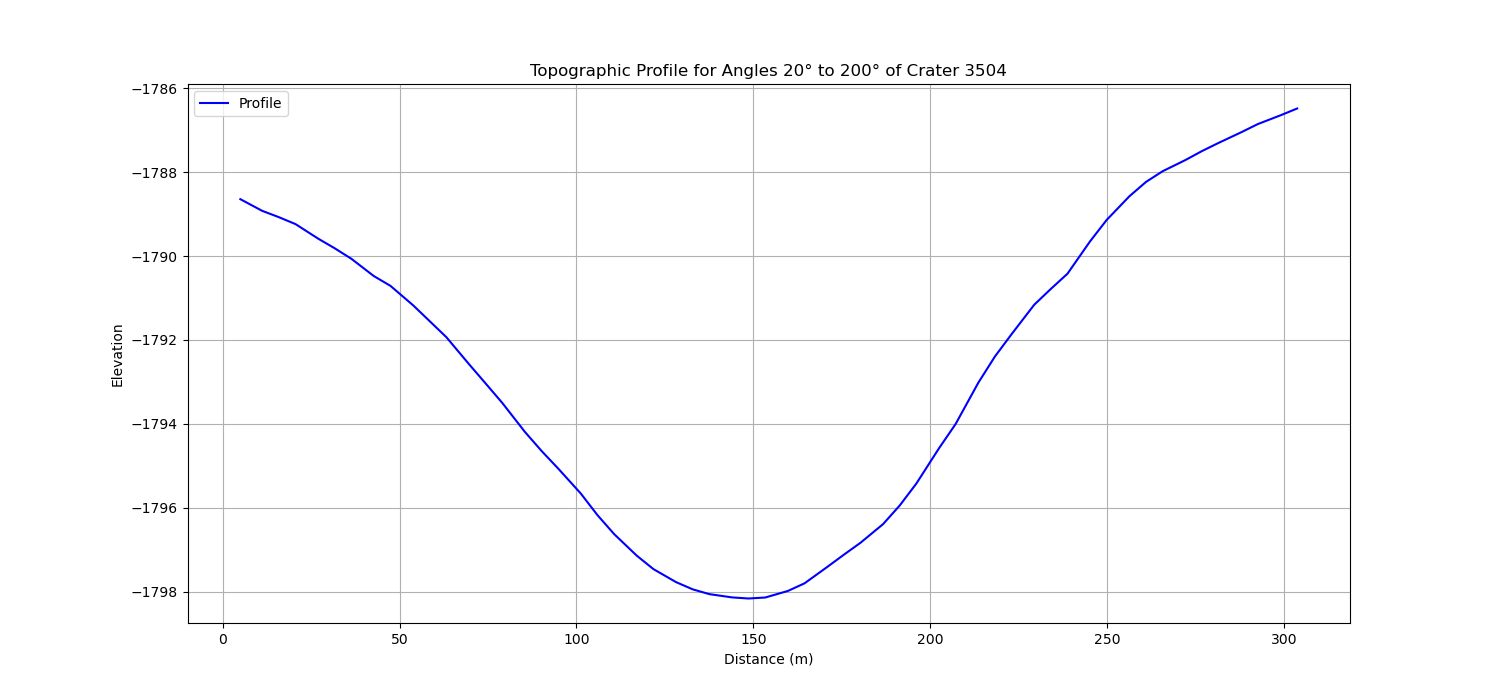 Topographic Profile for Angles 20° to 200° of Crater 3504
Profile
Elevation
−1786
−1788
−1790
−1792
−1794
−1796
−1798
0 50 100 150 200 250 300
Distance (m)